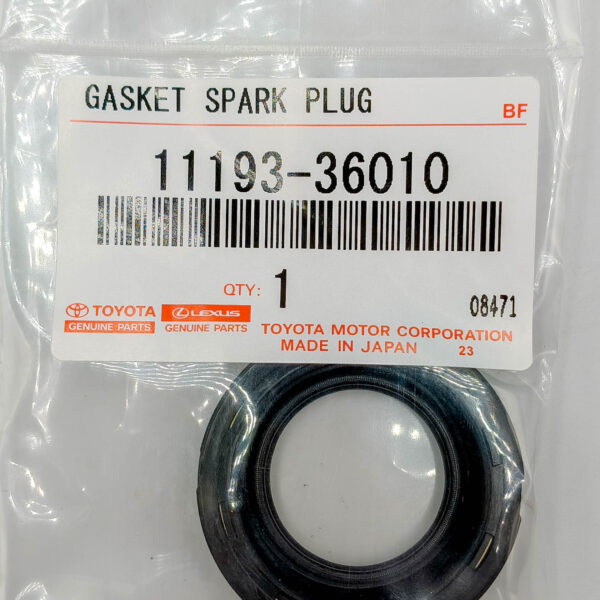 GASKET SPARK PLUG
BF
11193-36010
QTY: 1
08471
TOYOTA
GENUINE PARTS
LEXUS
GENUINE PARTS
TOYOTA MOTOR CORPORATION
MADE IN JAPAN 23